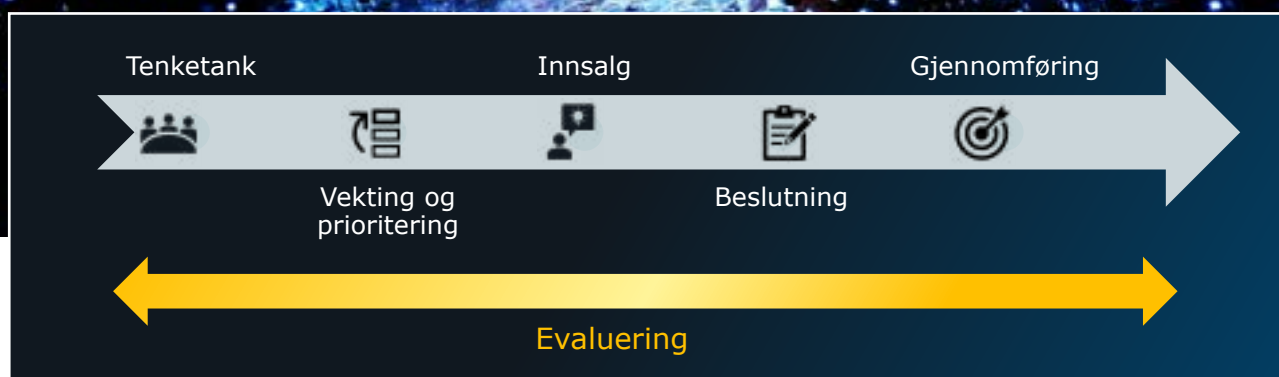 Tenketank
Innsalg
Gjennomføring
Vekting og
prioritering
Beslutning
Evaluering